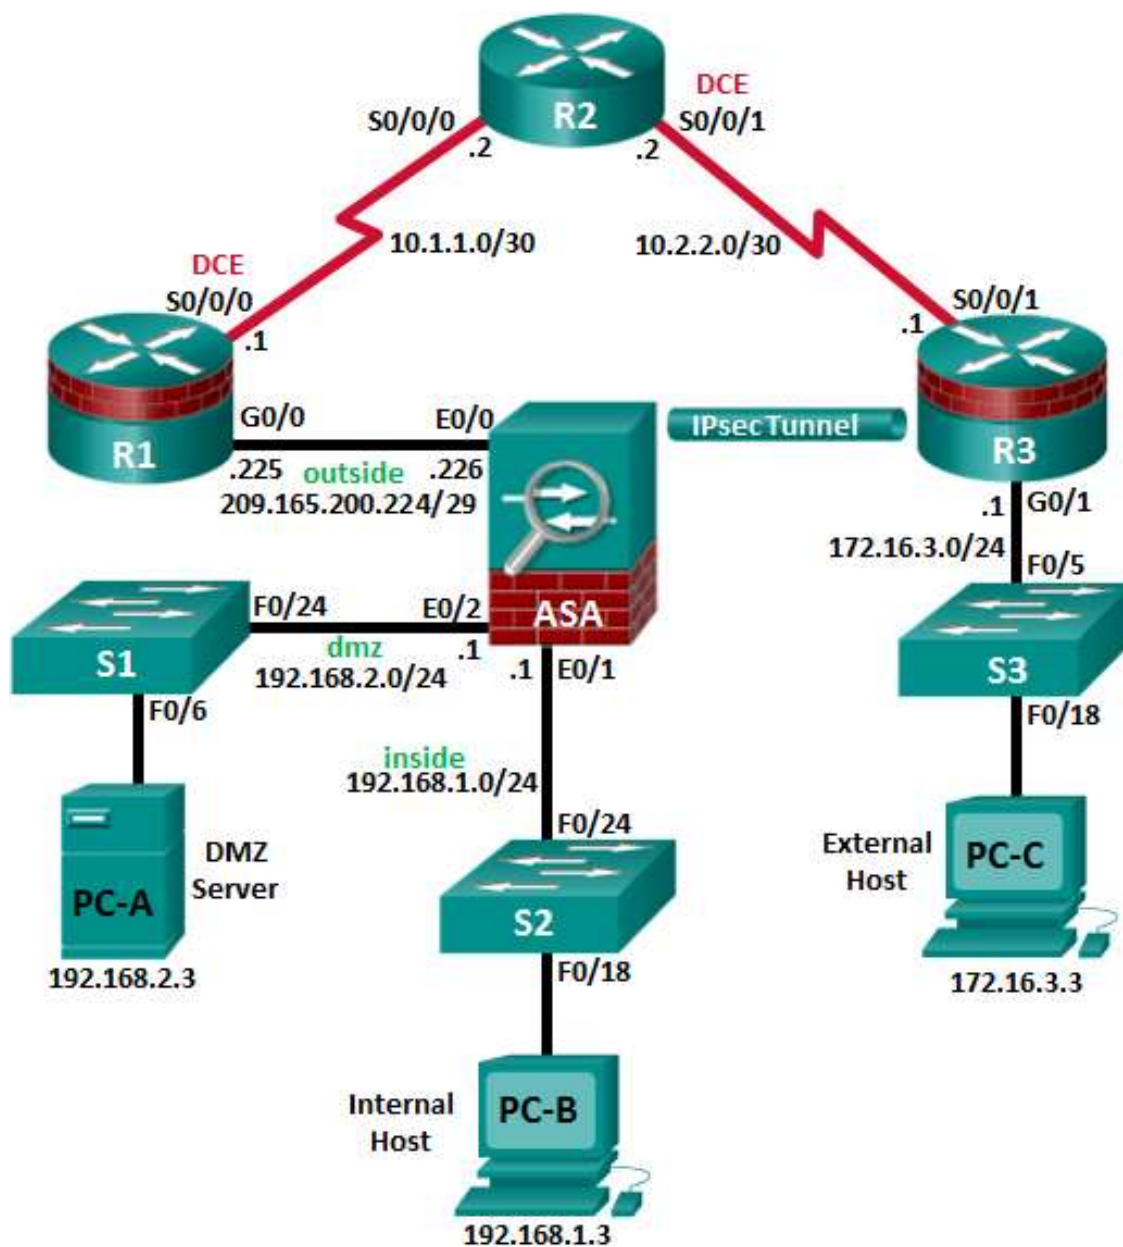 R2
DCE
S0/0/0
S0/0/1
.2
.2
10.1.1.0/30
10.2.2.0/30
DCE
S0/0/0
.1
S0/0/1
.1
R1
G0/0
E0/0
.225
outside
.226
209.165.200.224/29
IPsec Tunnel
R3
.1
G0/1
172.16.3.0/24
F0/5
ASA
F0/24
E0/2
dmz
.1
192.168.2.0/24
.1
E0/1
S1
F0/6
S3
F0/18
inside
192.168.1.0/24
F0/24
DMZ
Server
PC-A
192.168.2.3
External
Host
PC-C
172.16.3.3
S2
F0/18
Internal
Host
PC-B
192.168.1.3